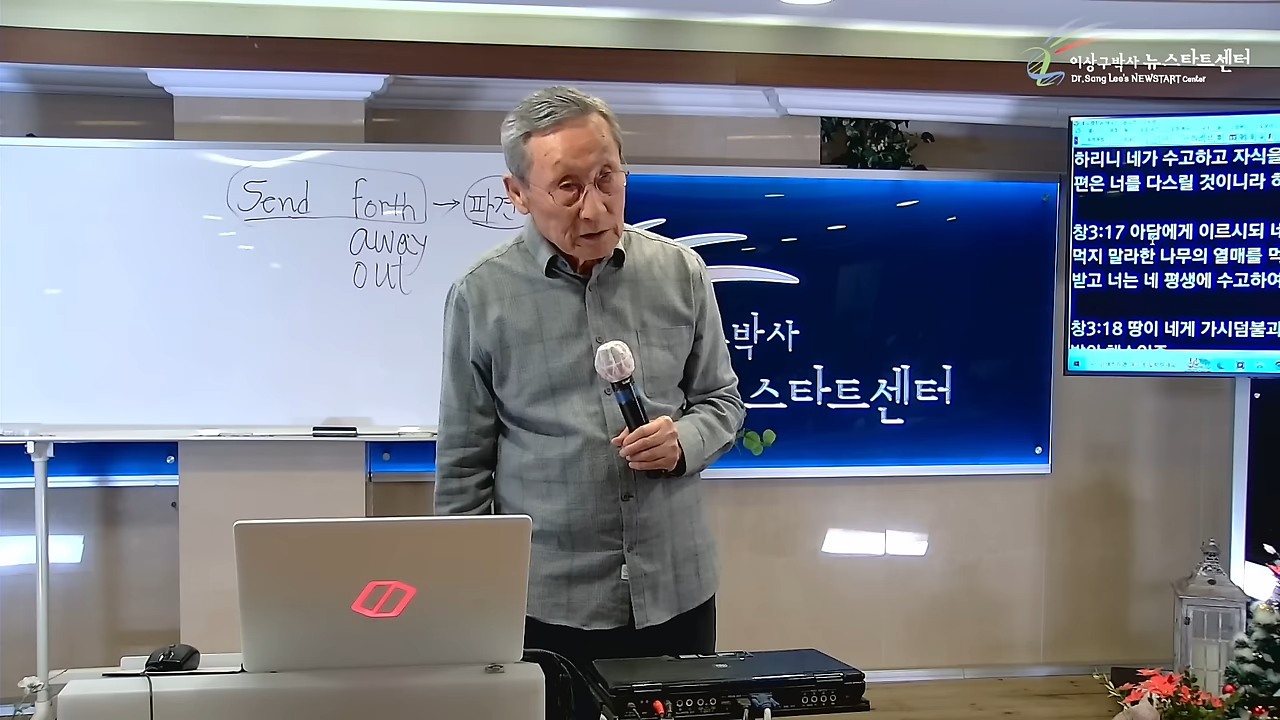 이상구박사 뉴스타트센터
Dr. Sang Lee's NEWSTART Center
Send forth → 파견
away
out
박사
스타트센터
하리니 네가 수고하고 자식을
편은 너를 다스릴 것이니라
창3:17 아담에게 이르시되 네
먹지 말라한 나무의 열매를 먹
받고 너는 네 평생에 수고하여
창3:18 땅이 네게 가시덤불과